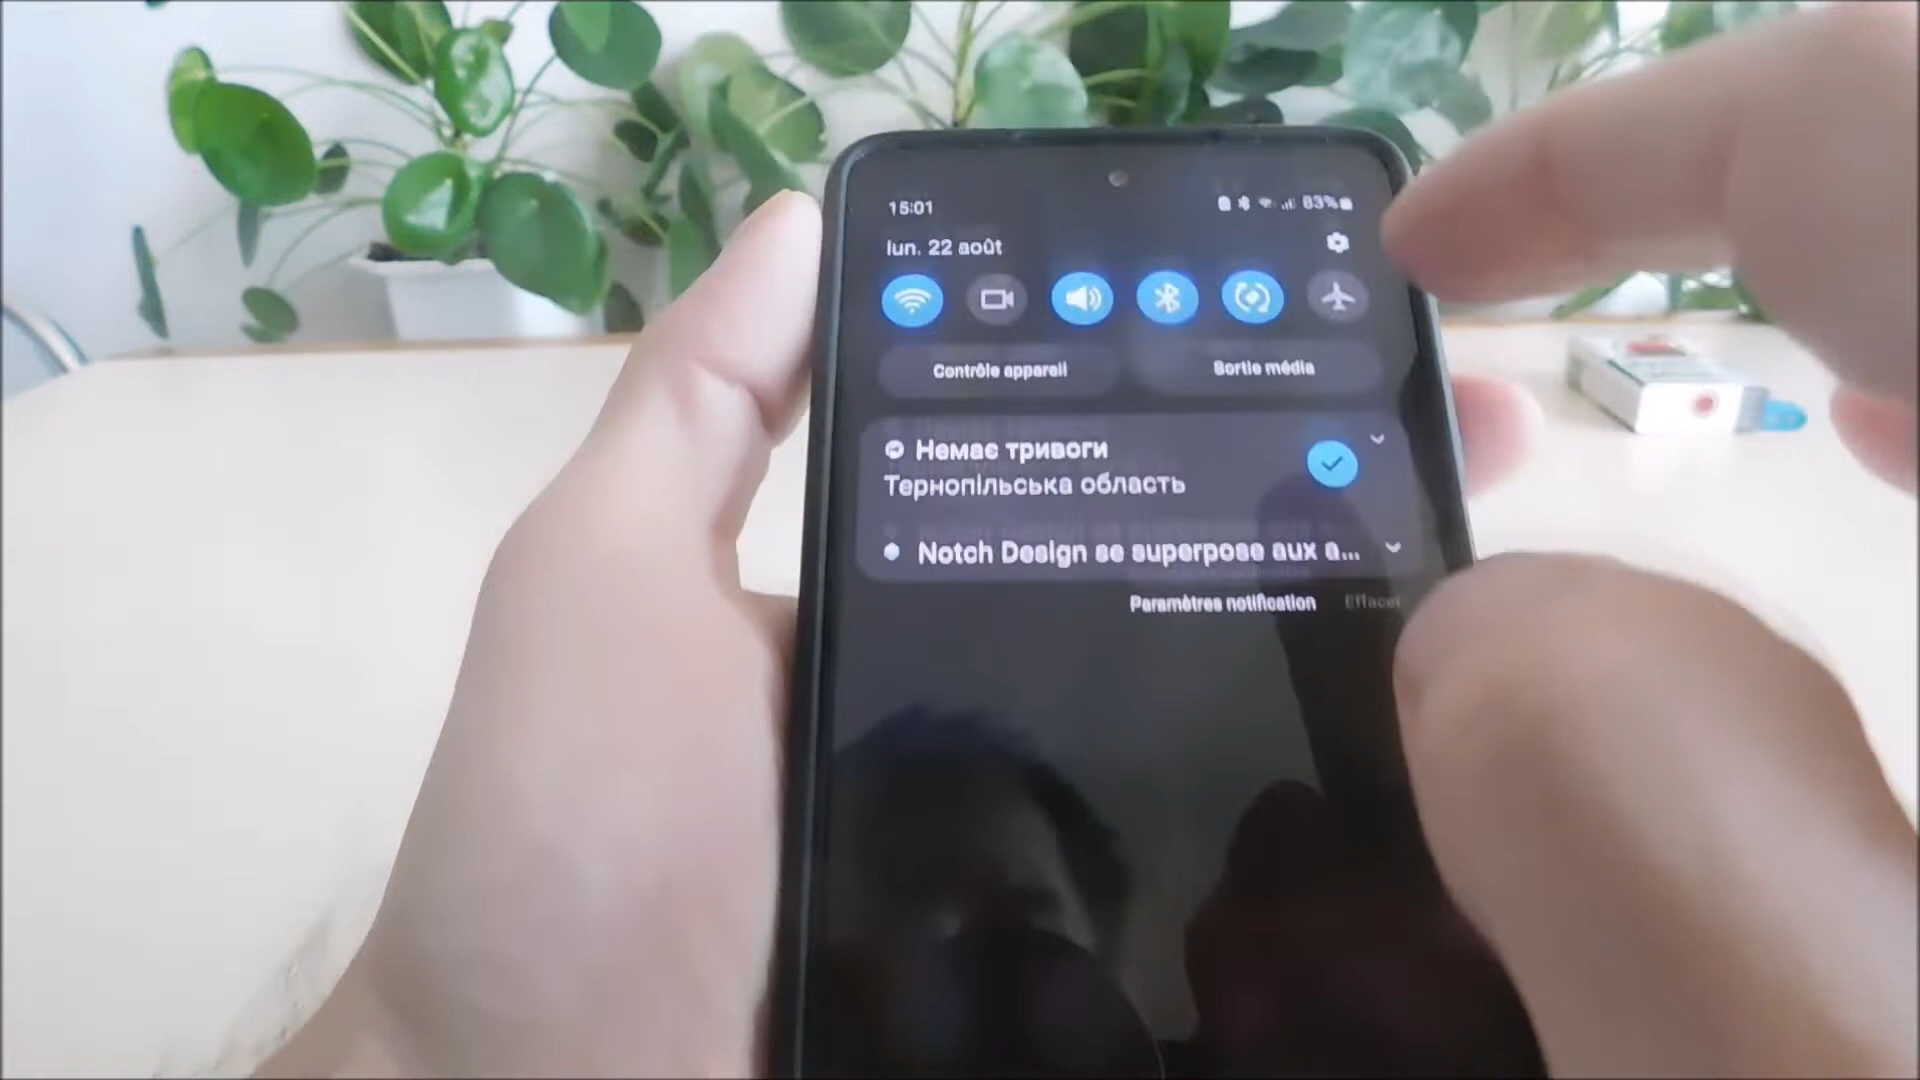 15:01
83%
lun. 22 août
Contrôle appareil
Sortie média
Немає тривоги
Тернопільська область
Notch Design se superpose aux a...
Paramètres notification
Effacer